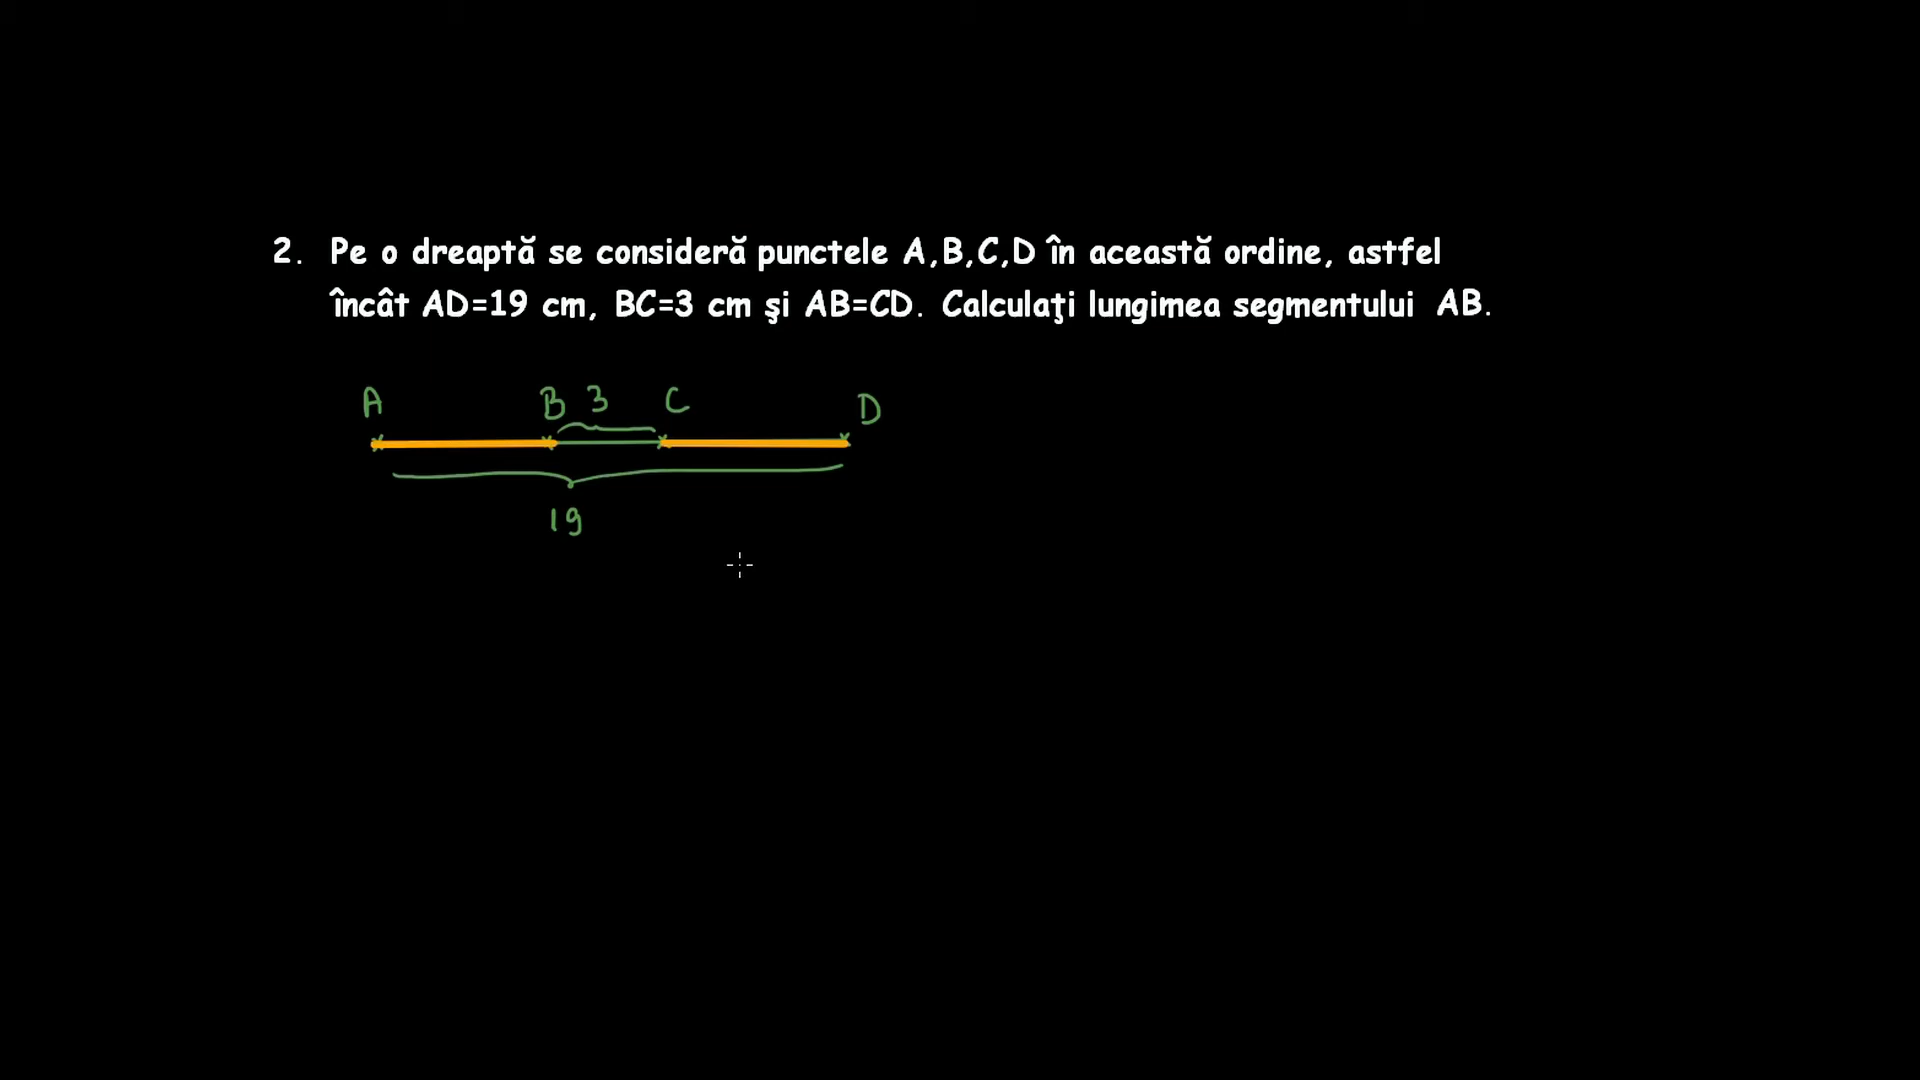 2. Pe o dreaptă se consideră punctele A,B,C,D în această ordine, astfel
încât AD=19 cm, BC=3 cm şi AB=CD. Calculaţi lungimea segmentului AB.
A B 3 C D
19